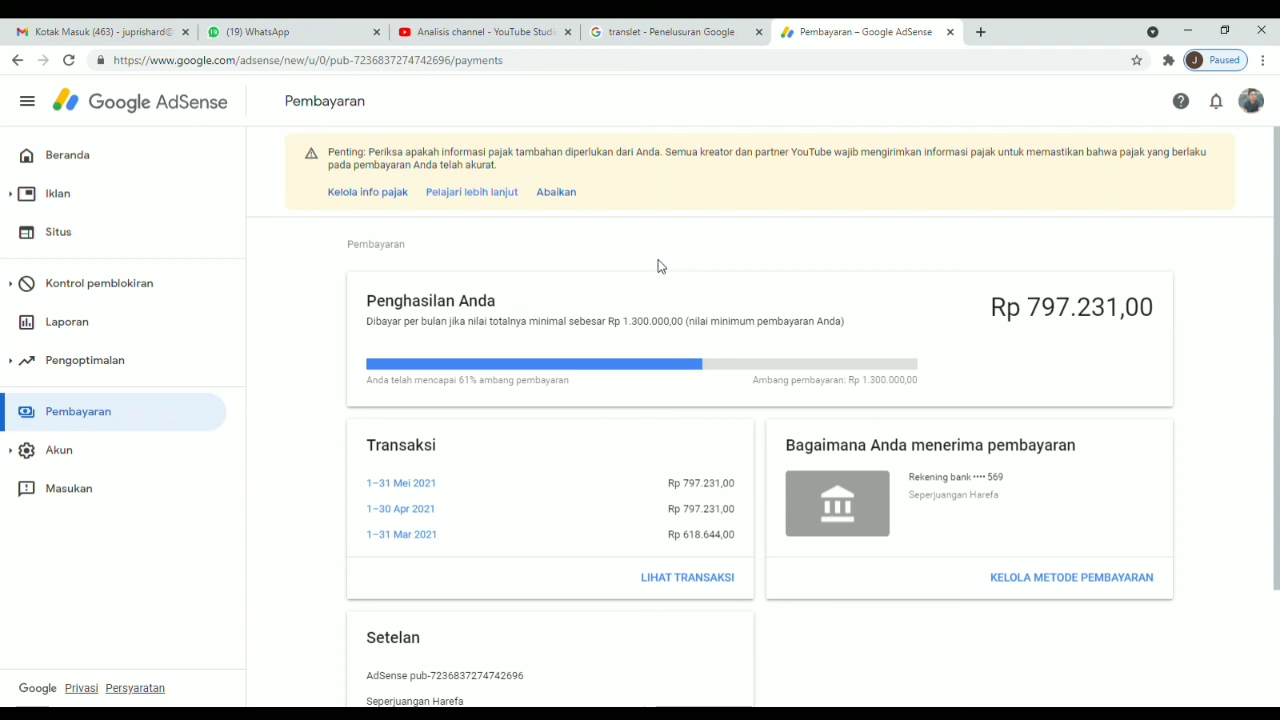 Kotak Masuk (463) - juprishard@
(19) WhatsApp
Analisis channel - YouTube Studi
translet - Penelusuran Google
Pembayaran – Google AdSense
https://www.google.com/adsense/new/u/0/pub-7236837274742696/payments
J
Paused
Google AdSense
Pembayaran
Beranda
Iklan
Situs
Kontrol pemblokiran
Laporan
Pengoptimalan
Pembayaran
Akun
Masukan
Google Privasi Persyaratan
Penting: Periksa apakah informasi pajak tambahan diperlukan dari Anda. Semua kreator dan partner YouTube wajib mengirimkan informasi pajak untuk memastikan bahwa pajak yang berlaku
pada pembayaran Anda telah akurat.
Kelola info pajak Pelajari lebih lanjut Abaikan
Pembayaran
Penghasilan Anda
Rp 797.231,00
Dibayar per bulan jika nilai totalnya minimal sebesar Rp 1.300.000,00 (nilai minimum pembayaran Anda)
Anda telah mencapai 61% ambang pembayaran
Ambang pembayaran: Rp 1.300.000,00
Transaksi
1–31 Mei 2021 Rp 797.231,00
1–30 Apr 2021 Rp 797.231,00
1–31 Mar 2021 Rp 618.644,00
LIHAT TRANSAKSI
Bagaimana Anda menerima pembayaran
Rekening bank •••• 569
Seperjuangan Harefa
KELOLA METODE PEMBAYARAN
Setelan
AdSense pub-7236837274742696
Seperjuangan Harefa